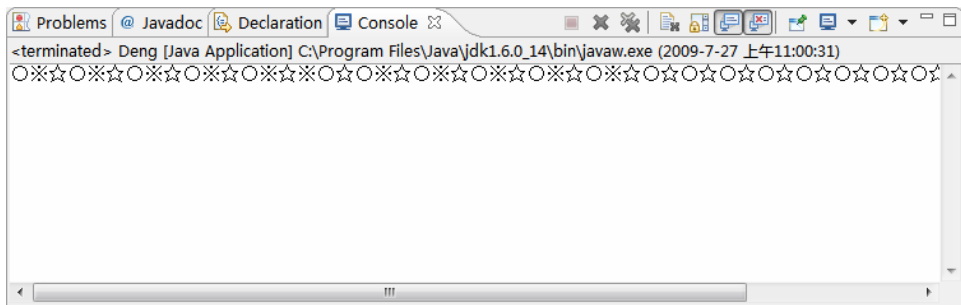 Problems @ Javadoc Declaration Console
<terminated> Deng [Java Application] C:\Program Files\Java\jdk1.6.0_14\bin\javaw.exe (2009-7-27 上午11:00:31)
○※☆○※☆○※☆○※☆○※☆※○☆○※☆○※☆○※☆○※☆○※☆○☆○☆○☆○☆○☆○☆○☆○☆